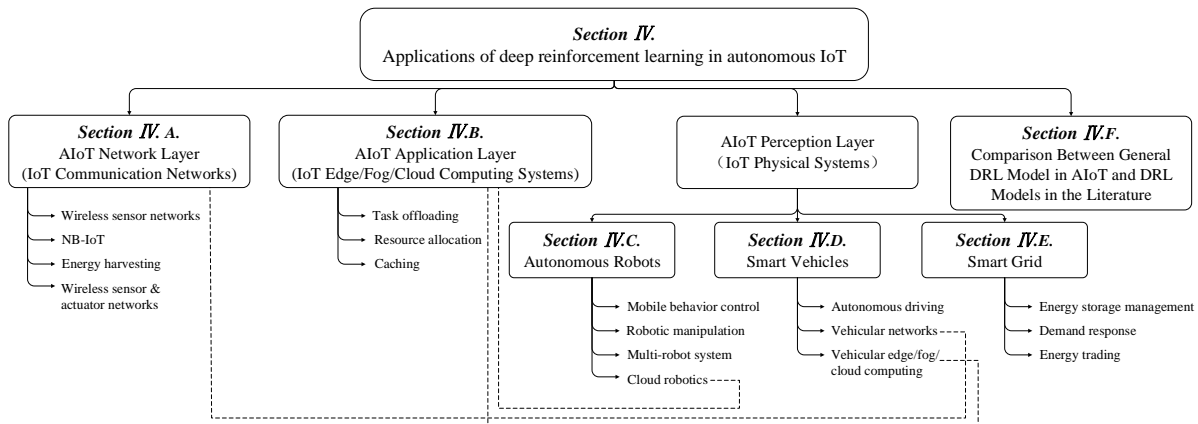 Section Ⅳ.
Applications of deep reinforcement learning in autonomous IoT
Section Ⅳ. A.
AIoT Network Layer
(IoT Communication Networks)
Wireless sensor networks
NB-IoT
Energy harvesting
Wireless sensor &
actuator networks
Section Ⅳ.B.
AIoT Application Layer
(IoT Edge/Fog/Cloud Computing Systems)
Task offloading
Resource allocation
Caching
AIoT Perception Layer
（IoT Physical Systems）
Section Ⅳ.C.
Autonomous Robots
Mobile behavior control
Robotic manipulation
Multi-robot system
Cloud robotics
Section Ⅳ.D.
Smart Vehicles
Autonomous driving
Vehicular networks
Vehicular edge/fog/
cloud computing
Section Ⅳ.E.
Smart Grid
Energy storage management
Demand response
Energy trading
Section Ⅳ.F.
Comparison Between General
DRL Model in AIoT and DRL
Models in the Literature